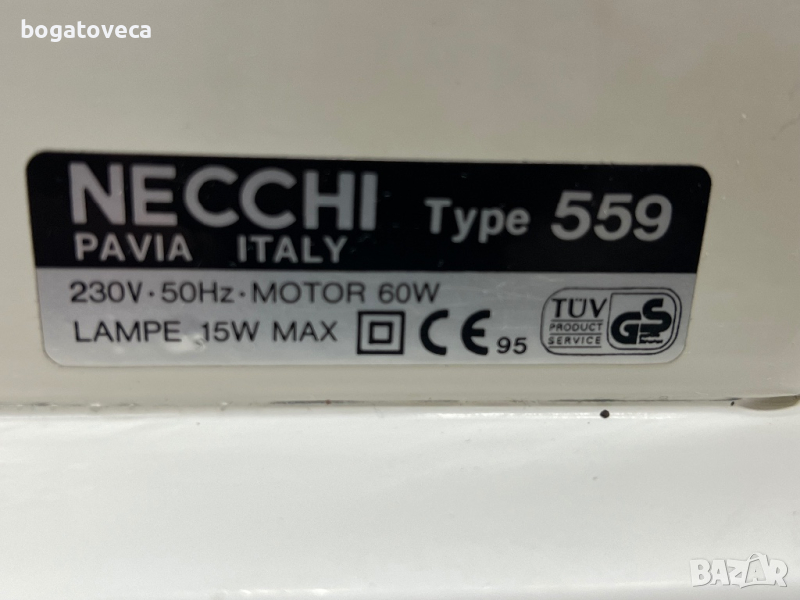 bogatoveca
NECCHI Type 559
PAVIA ITALY
230V·50Hz·MOTOR 60W
LAMPE 15W MAX CE 95
TÜV
PRODUCT
SERVICE
GS
BAZAR